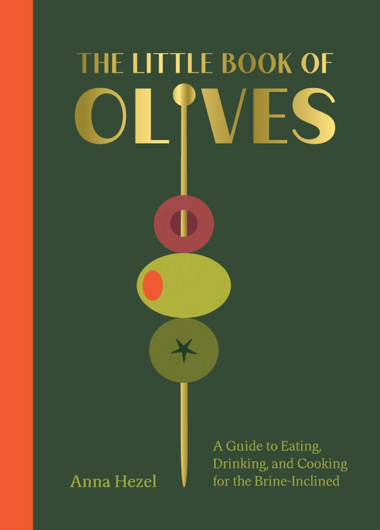 THE LITTLE BOOK OF
OLIVES
Anna Hezel
A Guide to Eating,
Drinking, and Cooking
for the Brine-Inclined